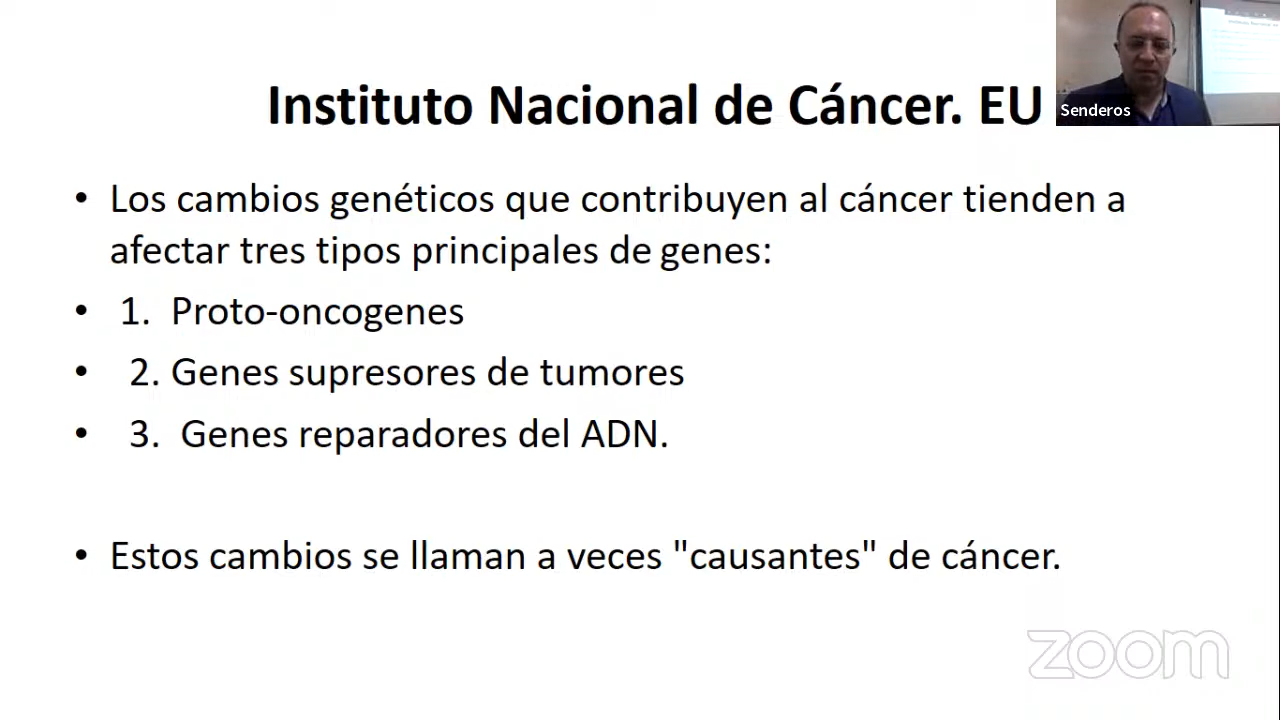 Instituto Nacional de Cáncer. EU
Senderos
• Los cambios genéticos que contribuyen al cáncer tienden a
afectar tres tipos principales de genes:
• 1. Proto-oncogenes
• 2. Genes supresores de tumores
• 3. Genes reparadores del ADN.
• Estos cambios se llaman a veces "causantes" de cáncer.
zoom